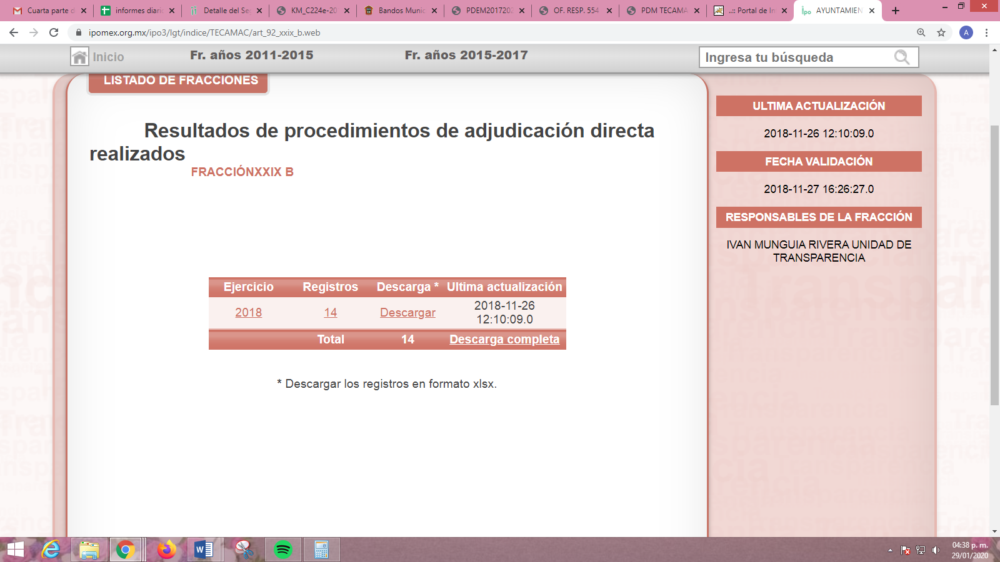 Cuarta parte d
informes diari
Detalle del Se
KM_C224e-20
Bandos Munic
PDEM2017202
OF. RESP. 554
PDM TECAMA
..:: Portal de In
AYUNTAMIEN
ipomex.org.mx/ipo3/lgt/indice/TECAMAC/art_92_xxix_b.web
A
Inicio
Fr. años 2011-2015
Fr. años 2015-2017
Ingresa tu búsqueda
LISTADO DE FRACCIONES
Resultados de procedimientos de adjudicación directa
realizados
FRACCIÓNXXIX B
Ejercicio Registros Descarga * Ultima actualización
2018 14 Descargar 2018-11-26
12:10:09.0
Total 14 Descarga completa
* Descargar los registros en formato xlsx.
ULTIMA ACTUALIZACIÓN
2018-11-26 12:10:09.0
FECHA VALIDACIÓN
2018-11-27 16:26:27.0
RESPONSABLES DE LA FRACCIÓN
IVAN MUNGUIA RIVERA UNIDAD DE
TRANSPARENCIA
04:38 p. m.
29/01/2020